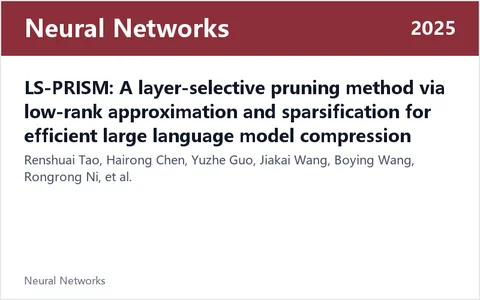 Neural Networks
2025
LS-PRISM: A layer-selective pruning method via
low-rank approximation and sparsification for
efficient large language model compression
Renshuai Tao, Hairong Chen, Yuzhe Guo, Jiakai Wang, Boying Wang,
Rongrong Ni, et al.
Neural Networks